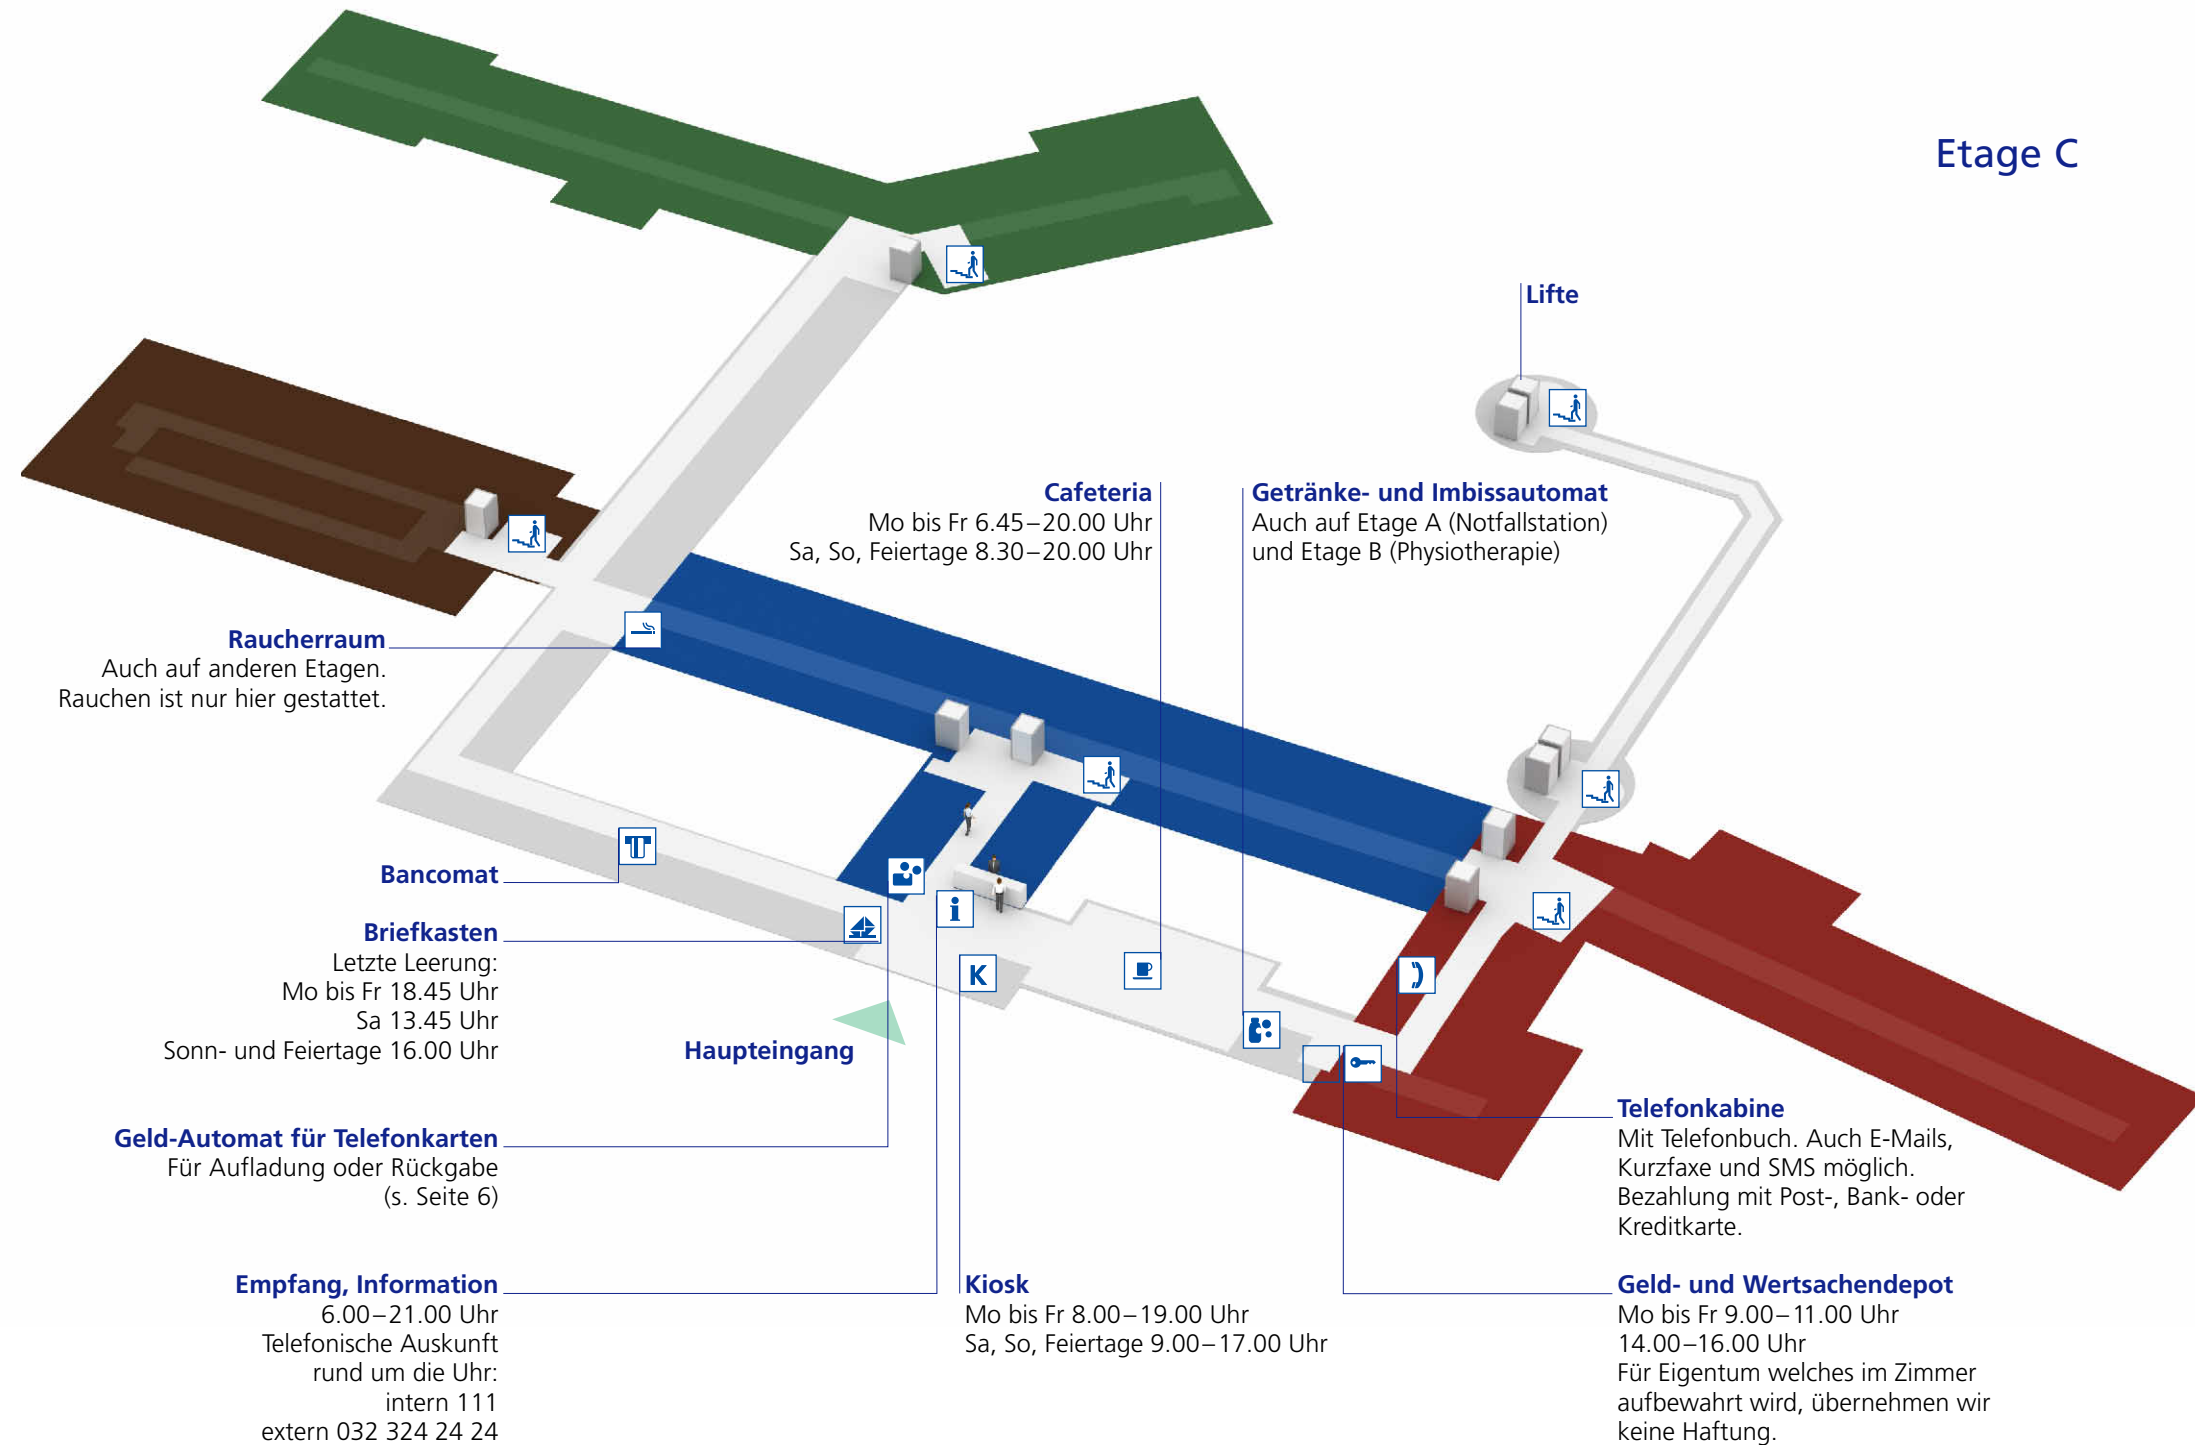 Etage C
Lifte
Cafeteria
Mo bis Fr 6.45–20.00 Uhr
Sa, So, Feiertage 8.30–20.00 Uhr
Getränke- und Imbissautomat
Auch auf Etage A (Notfallstation)
und Etage B (Physiotherapie)
Raucherraum
Auch auf anderen Etagen.
Rauchen ist nur hier gestattet.
Bancomat
Briefkasten
Letzte Leerung:
Mo bis Fr 18.45 Uhr
Sa 13.45 Uhr
Sonn- und Feiertage 16.00 Uhr
i
K
Haupteingang
Geld-Automat für Telefonkarten
Für Aufladung oder Rückgabe
(s. Seite 6)
Telefonkabine
Mit Telefonbuch. Auch E-Mails,
Kurzfaxe und SMS möglich.
Bezahlung mit Post-, Bank- oder
Kreditkarte.
Empfang, Information
6.00–21.00 Uhr
Telefonische Auskunft
rund um die Uhr:
intern 111
extern 032 324 24 24
Kiosk
Mo bis Fr 8.00–19.00 Uhr
Sa, So, Feiertage 9.00–17.00 Uhr
Geld- und Wertsachendepot
Mo bis Fr 9.00–11.00 Uhr
14.00–16.00 Uhr
Für Eigentum welches im Zimmer
aufbewahrt wird, übernehmen wir
keine Haftung.